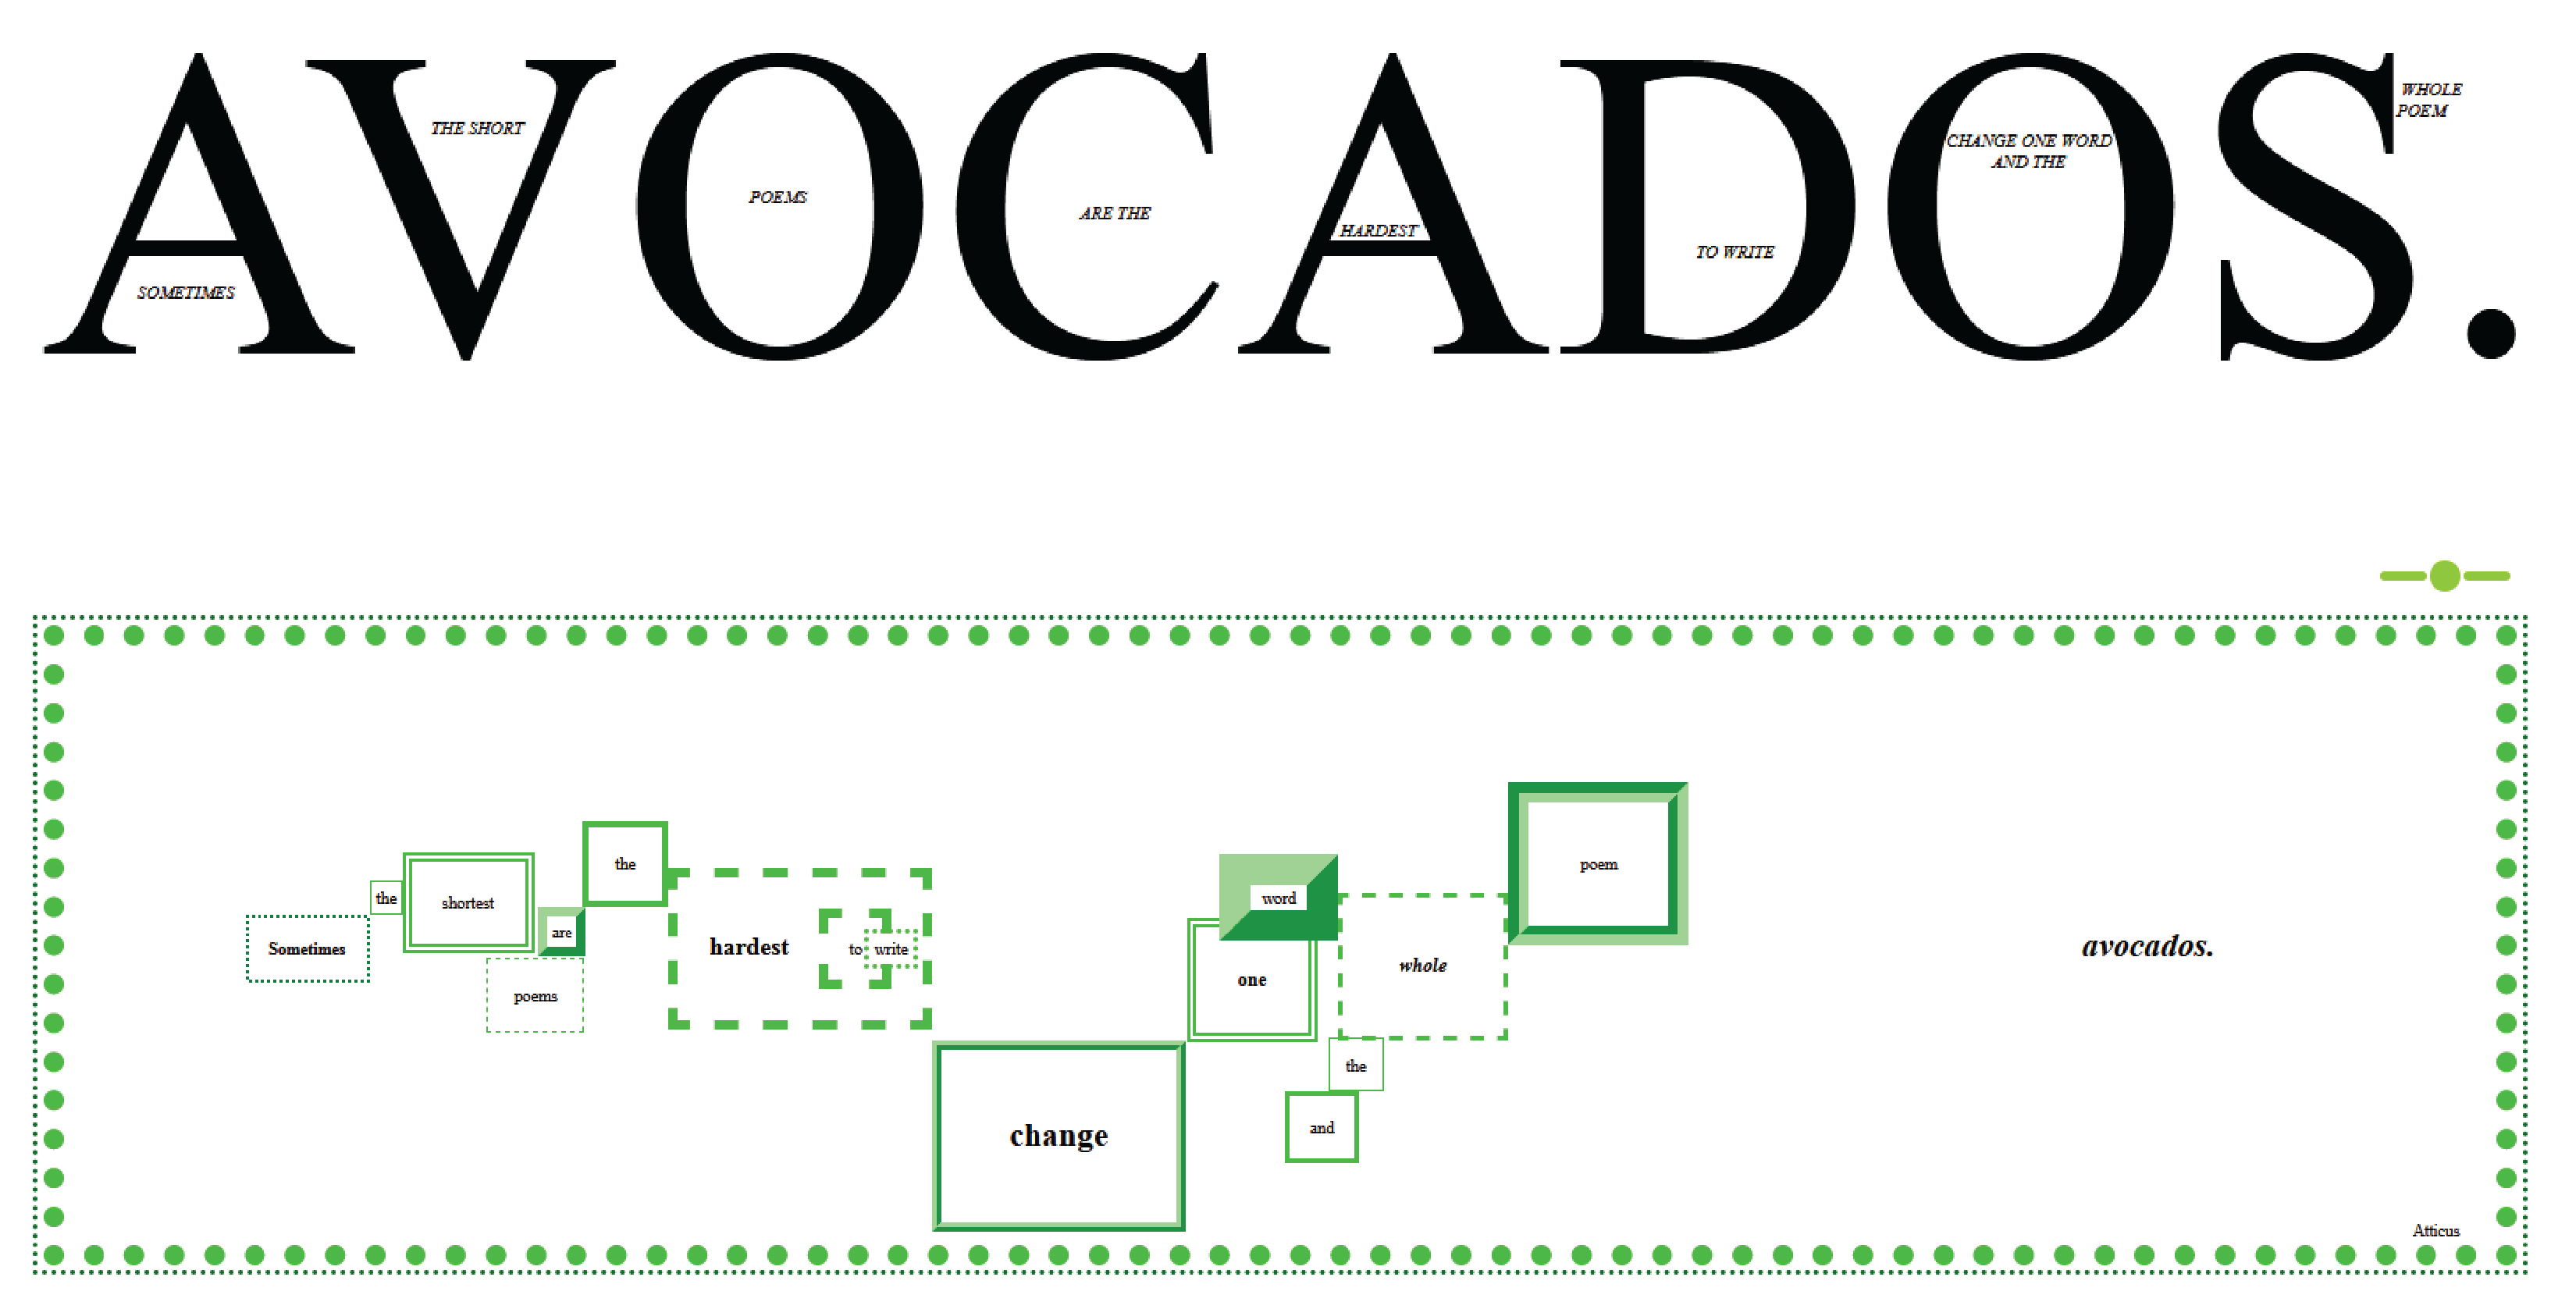 SOMETIMES
THE SHORT
POEMS
ARE THE
HARDEST
TO WRITE
CHANGE ONE WORD
AND THE
WHOLE
POEM
AVOCADOS.
Sometimes
the
shortest
poems
are
the
hardest
to write
change
one
word
and
the
whole
poem
avocados.
Atticus